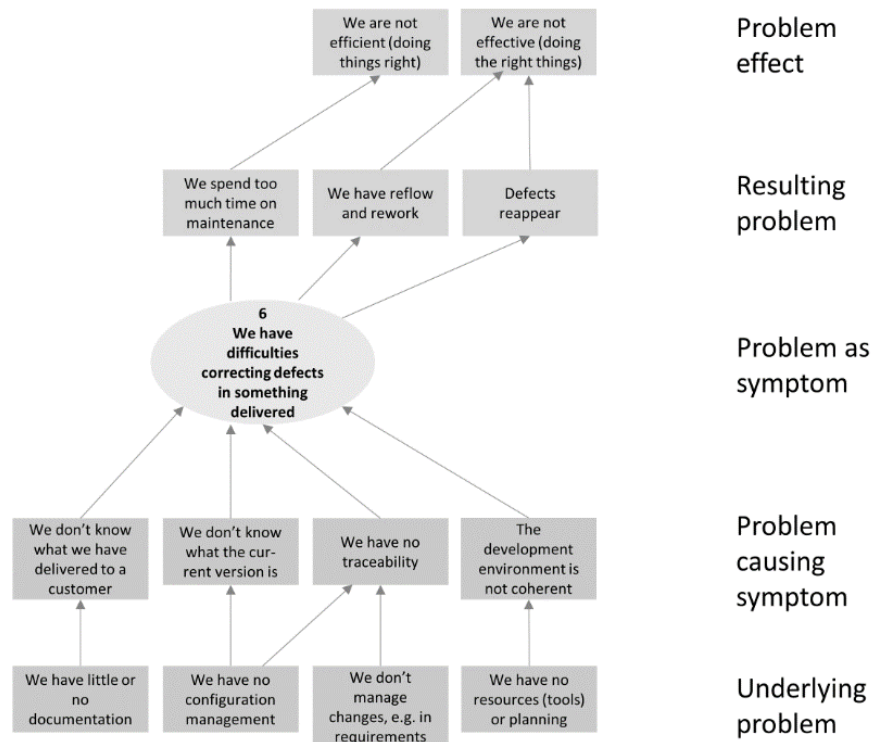 We are not
efficient (doing
things right)
We are not
effective (doing
the right things)
Problem
effect
We spend too
much time on
maintenance
We have reflow
and rework
Defects
reappear
Resulting
problem
6
We have
difficulties
correcting defects
in something
delivered
Problem as
symptom
We don't know
what we have
delivered to a
customer
We don't know
what the cur-
rent version is
We have no
traceability
The
development
environment is
not coherent
Problem
causing
symptom
We have little or
no
documentation
We have no
configuration
management
We don't
manage
changes, e.g. in
requirements
We have no
resources (tools)
or planning
Underlying
problem